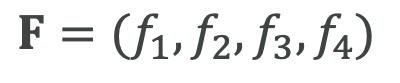 F = (f₁, f₂, f₃, f₄)